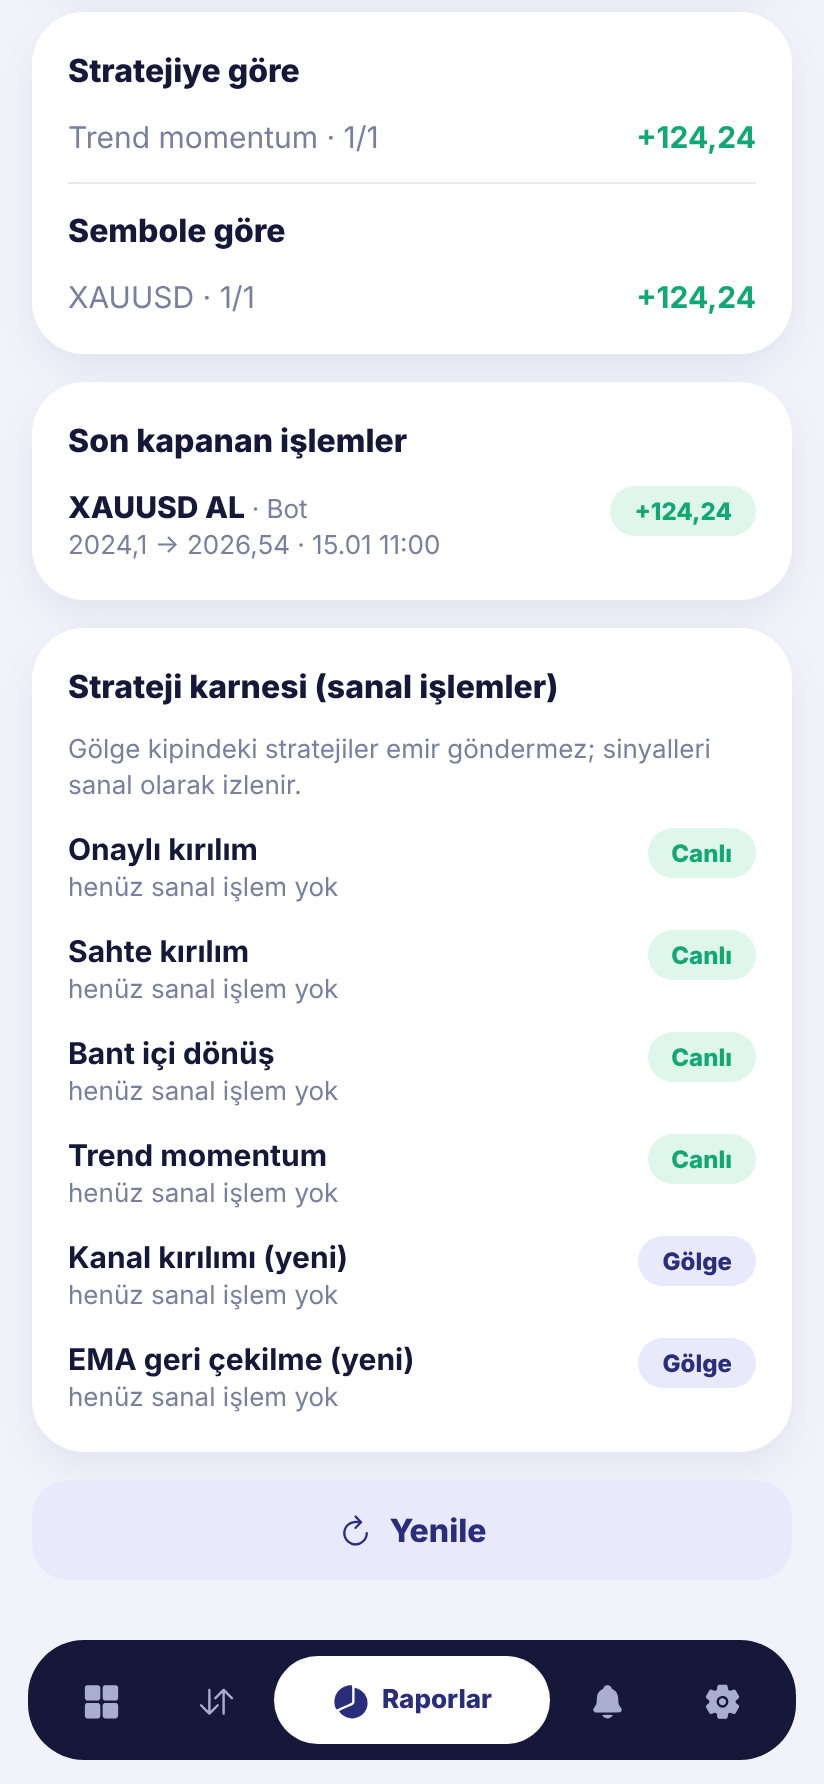 Stratejiye göre
Trend momentum · 1/1 +124,24
Sembole göre
XAUUSD · 1/1 +124,24
Son kapanan işlemler
XAUUSD AL · Bot +124,24
2024,1 → 2026,54 · 15.01 11:00
Strateji karnesi (sanal işlemler)
Gölge kipindeki stratejiler emir göndermez; sinyalleri
sanal olarak izlenir.
Onaylı kırılım Canlı
henüz sanal işlem yok
Sahte kırılım Canlı
henüz sanal işlem yok
Bant içi dönüş Canlı
henüz sanal işlem yok
Trend momentum Canlı
henüz sanal işlem yok
Kanal kırılımı (yeni) Gölge
henüz sanal işlem yok
EMA geri çekilme (yeni) Gölge
henüz sanal işlem yok
Yenile
Raporlar